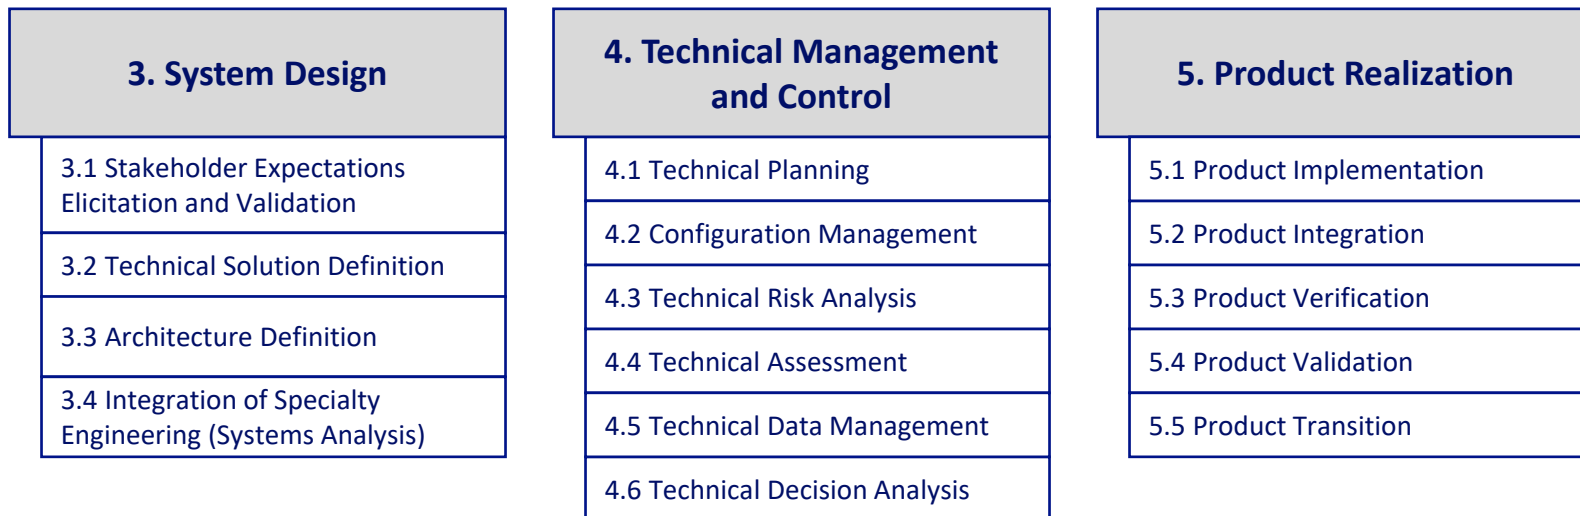 3. System Design
3.1 Stakeholder Expectations
Elicitation and Validation
3.2 Technical Solution Definition
3.3 Architecture Definition
3.4 Integration of Specialty
Engineering (Systems Analysis)
4. Technical Management
and Control
4.1 Technical Planning
4.2 Configuration Management
4.3 Technical Risk Analysis
4.4 Technical Assessment
4.5 Technical Data Management
4.6 Technical Decision Analysis
5. Product Realization
5.1 Product Implementation
5.2 Product Integration
5.3 Product Verification
5.4 Product Validation
5.5 Product Transition